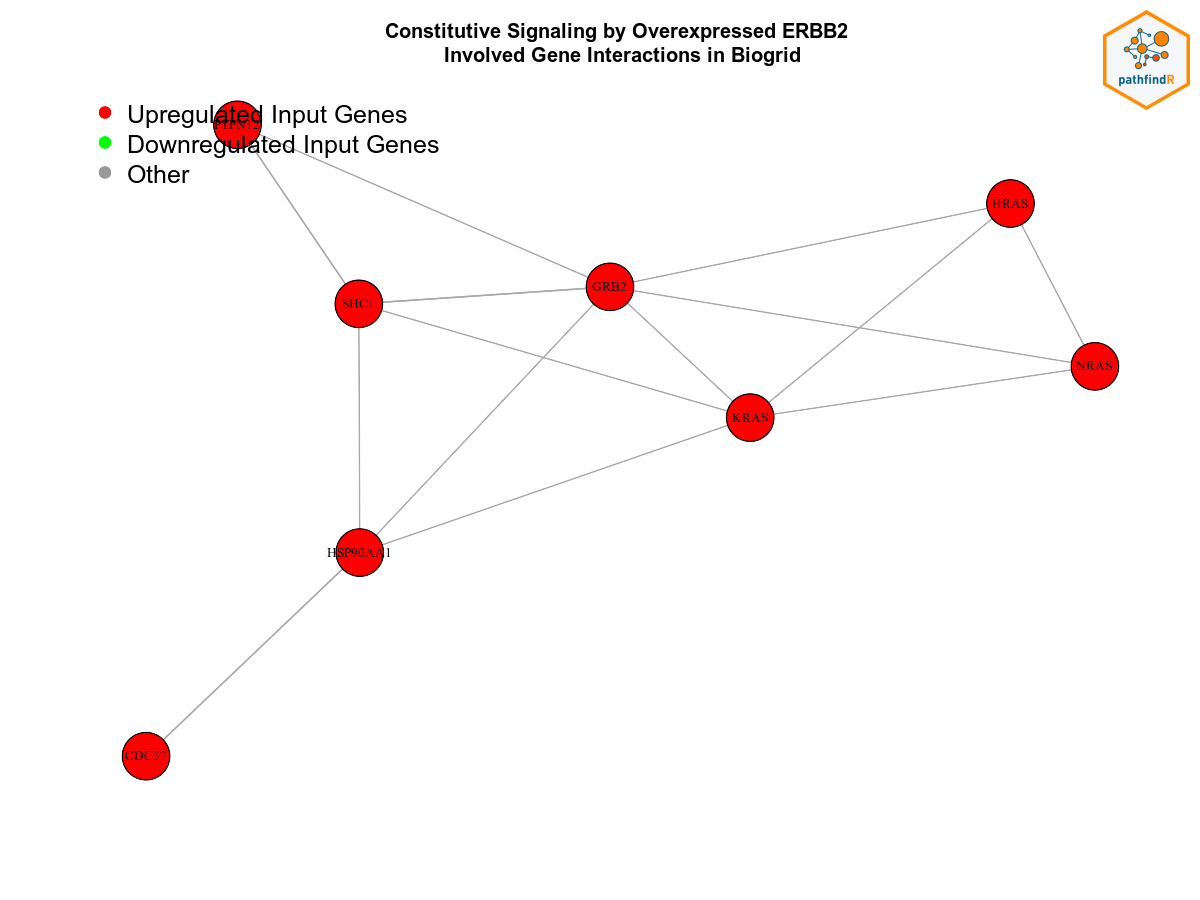 Constitutive Signaling by Overexpressed ERBB2
Involved Gene Interactions in Biogrid
pathfindR
Upregulated Input Genes
PTPN12
Downregulated Input Genes
Other
HRAS
GRB2
SHC1
NRAS
KRAS
HSP90AA1
CDC37